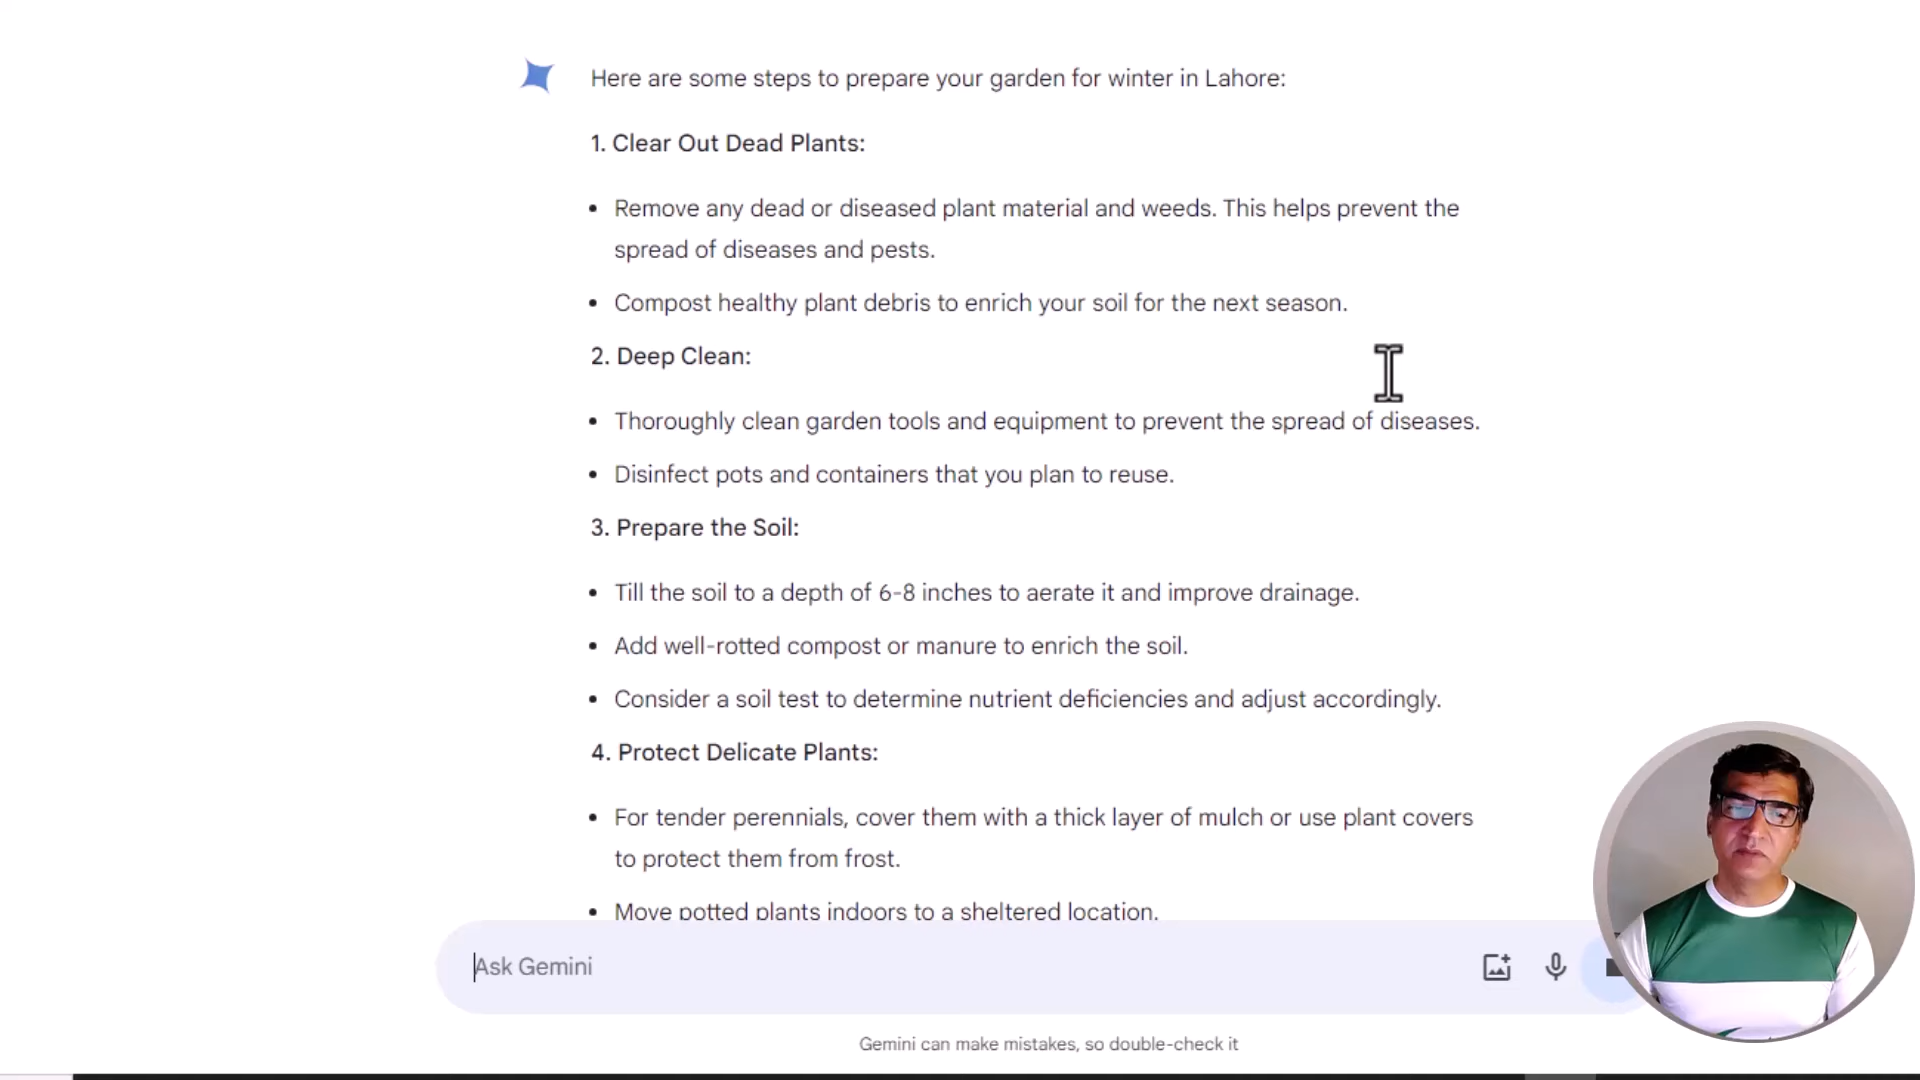 Here are some steps to prepare your garden for winter in Lahore:
1. Clear Out Dead Plants:
• Remove any dead or diseased plant material and weeds. This helps prevent the
spread of diseases and pests.
• Compost healthy plant debris to enrich your soil for the next season.
2. Deep Clean:
• Thoroughly clean garden tools and equipment to prevent the spread of diseases.
• Disinfect pots and containers that you plan to reuse.
3. Prepare the Soil:
• Till the soil to a depth of 6-8 inches to aerate it and improve drainage.
• Add well-rotted compost or manure to enrich the soil.
• Consider a soil test to determine nutrient deficiencies and adjust accordingly.
4. Protect Delicate Plants:
• For tender perennials, cover them with a thick layer of mulch or use plant covers
to protect them from frost.
• Move potted plants indoors to a sheltered location.
Ask Gemini
Gemini can make mistakes, so double-check it